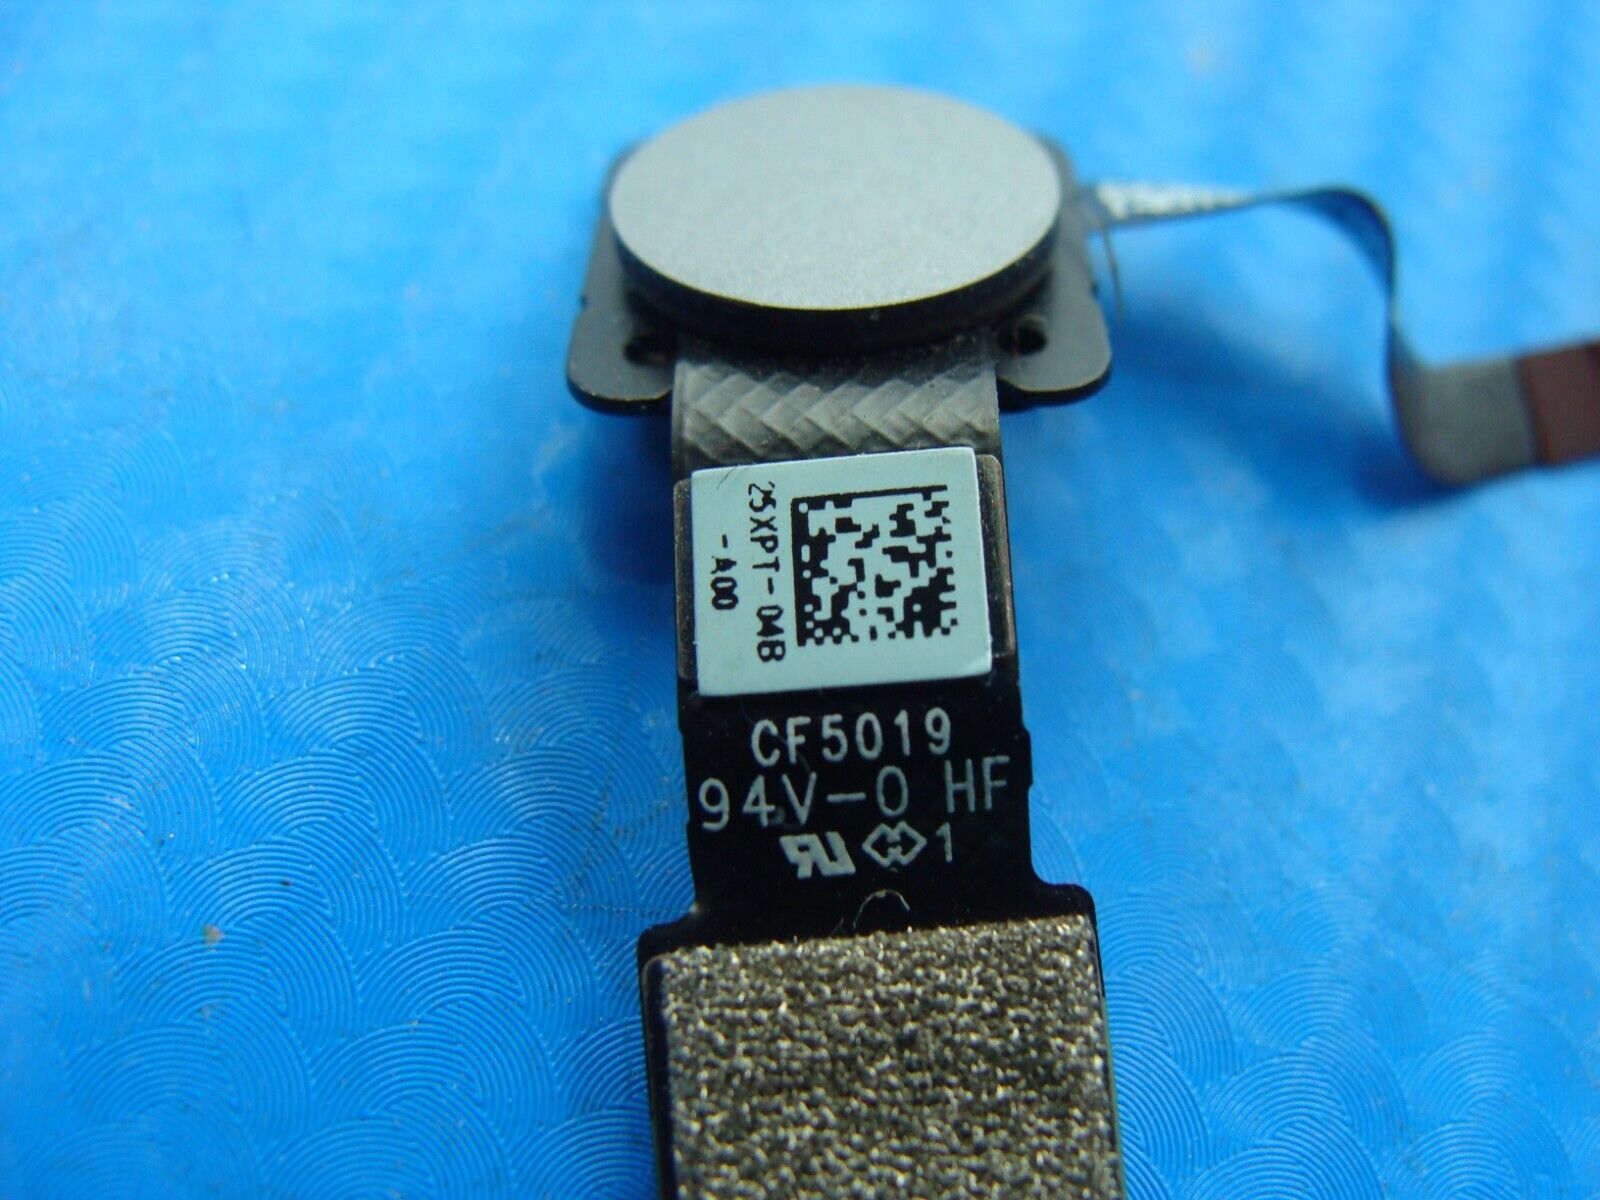 25XPT-04B
-A00
CF5019
94V-0 HF
1